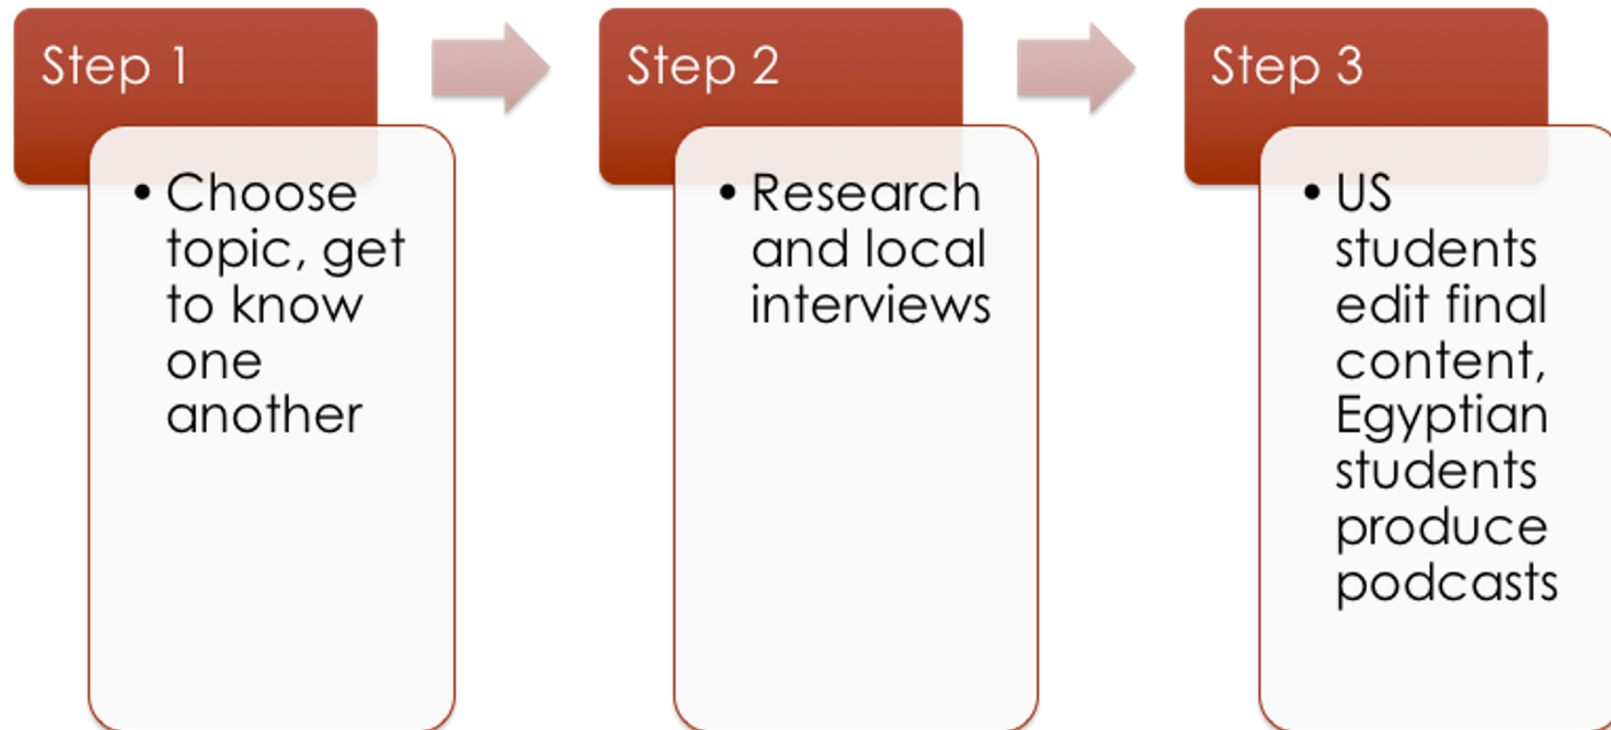 Step 1
• Choose
topic, get
to know
one
another
Step 2
• Research
and local
interviews
Step 3
• US
students
edit final
content,
Egyptian
students
produce
podcasts